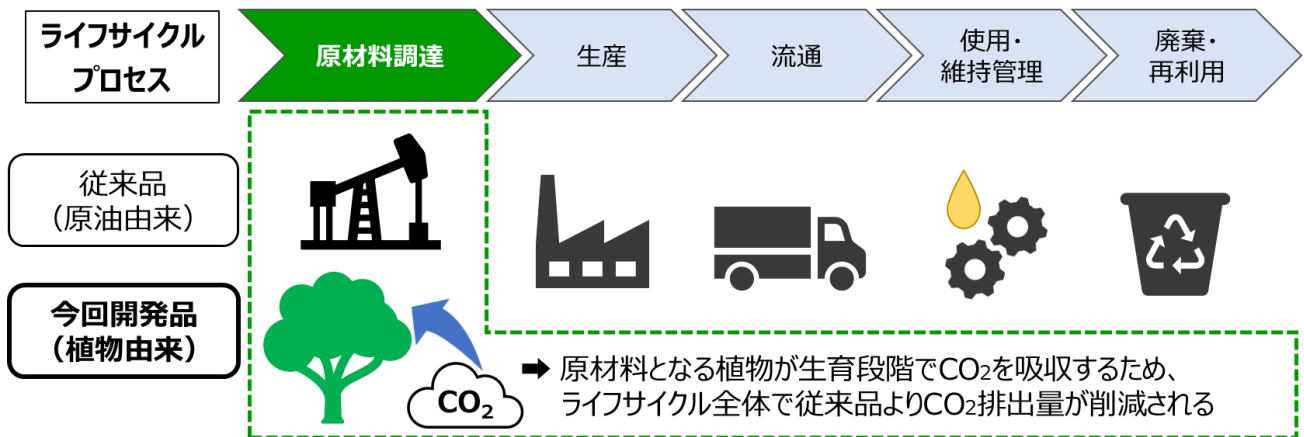 ライフサイクル
プロセス
原材料調達
生産
流通
使用・
維持管理
廃棄・
再利用
従来品
（原油由来）
今回開発品
（植物由来）
CO₂
➡ 原材料となる植物が生育段階でCO₂を吸収するため、
ライフサイクル全体で従来品よりCO₂排出量が削減される